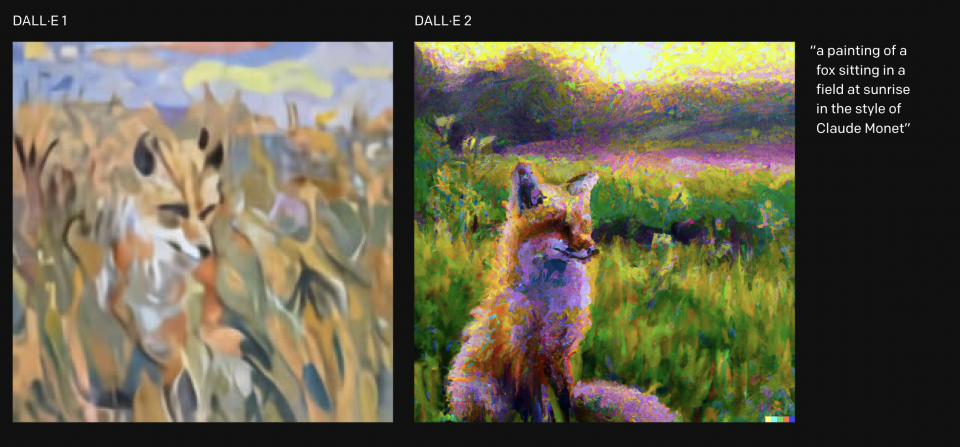 DALL·E 1
DALL·E 2
“a painting of a
fox sitting in a
field at sunrise
in the style of
Claude Monet”